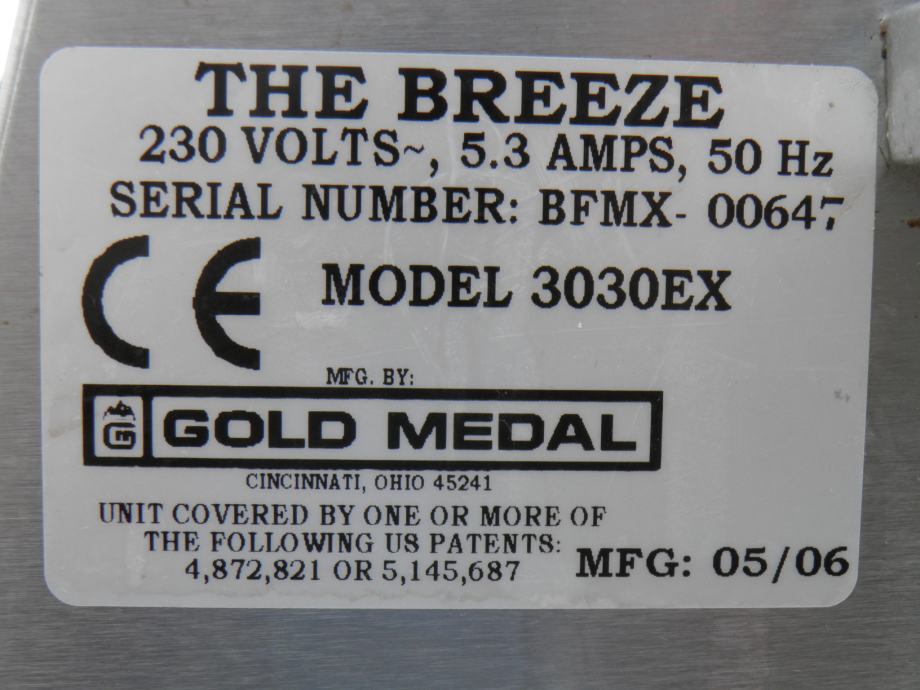 THE BREEZE
230 VOLTS~, 5.3 AMPS, 50 Hz
SERIAL NUMBER: BFMX- 00647
CE
MODEL 3030EX
MFG. BY:
G GOLD MEDAL
CINCINNATI, OHIO 45241
UNIT COVERED BY ONE OR MORE OF
THE FOLLOWING US PATENTS:
4,872,821 OR 5,145,687
MFG: 05/06